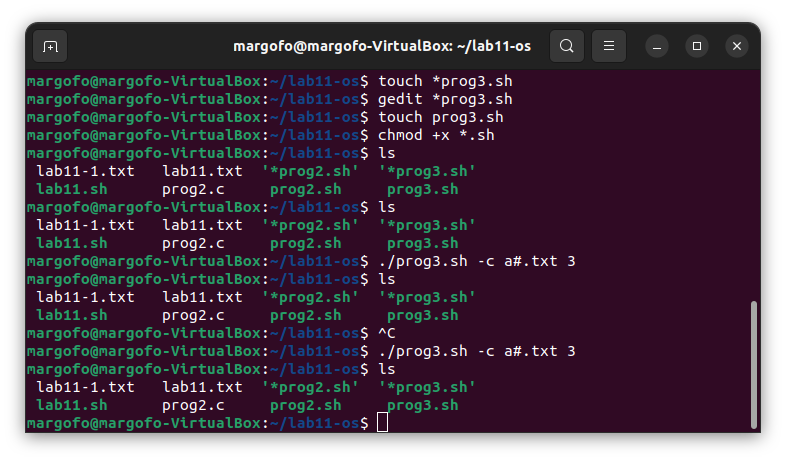 margofo@margofo-VirtualBox: ~/lab11-os
margofo@margofo-VirtualBox:~/lab11-os$ touch *prog3.sh
margofo@margofo-VirtualBox:~/lab11-os$ gedit *prog3.sh
margofo@margofo-VirtualBox:~/lab11-os$ touch prog3.sh
margofo@margofo-VirtualBox:~/lab11-os$ chmod +x *.sh
margofo@margofo-VirtualBox:~/lab11-os$ ls
lab11-1.txt   lab11.txt  '*prog2.sh'  '*prog3.sh'
lab11.sh      prog2.c     prog2.sh     prog3.sh
margofo@margofo-VirtualBox:~/lab11-os$ ls
lab11-1.txt   lab11.txt  '*prog2.sh'  '*prog3.sh'
lab11.sh      prog2.c     prog2.sh     prog3.sh
margofo@margofo-VirtualBox:~/lab11-os$ ./prog3.sh -c a#.txt 3
margofo@margofo-VirtualBox:~/lab11-os$ ls
lab11-1.txt   lab11.txt  '*prog2.sh'  '*prog3.sh'
lab11.sh      prog2.c     prog2.sh     prog3.sh
margofo@margofo-VirtualBox:~/lab11-os$ ^C
margofo@margofo-VirtualBox:~/lab11-os$ ./prog3.sh -c a#.txt 3
margofo@margofo-VirtualBox:~/lab11-os$ ls
lab11-1.txt   lab11.txt  '*prog2.sh'  '*prog3.sh'
lab11.sh      prog2.c     prog2.sh     prog3.sh
margofo@margofo-VirtualBox:~/lab11-os$